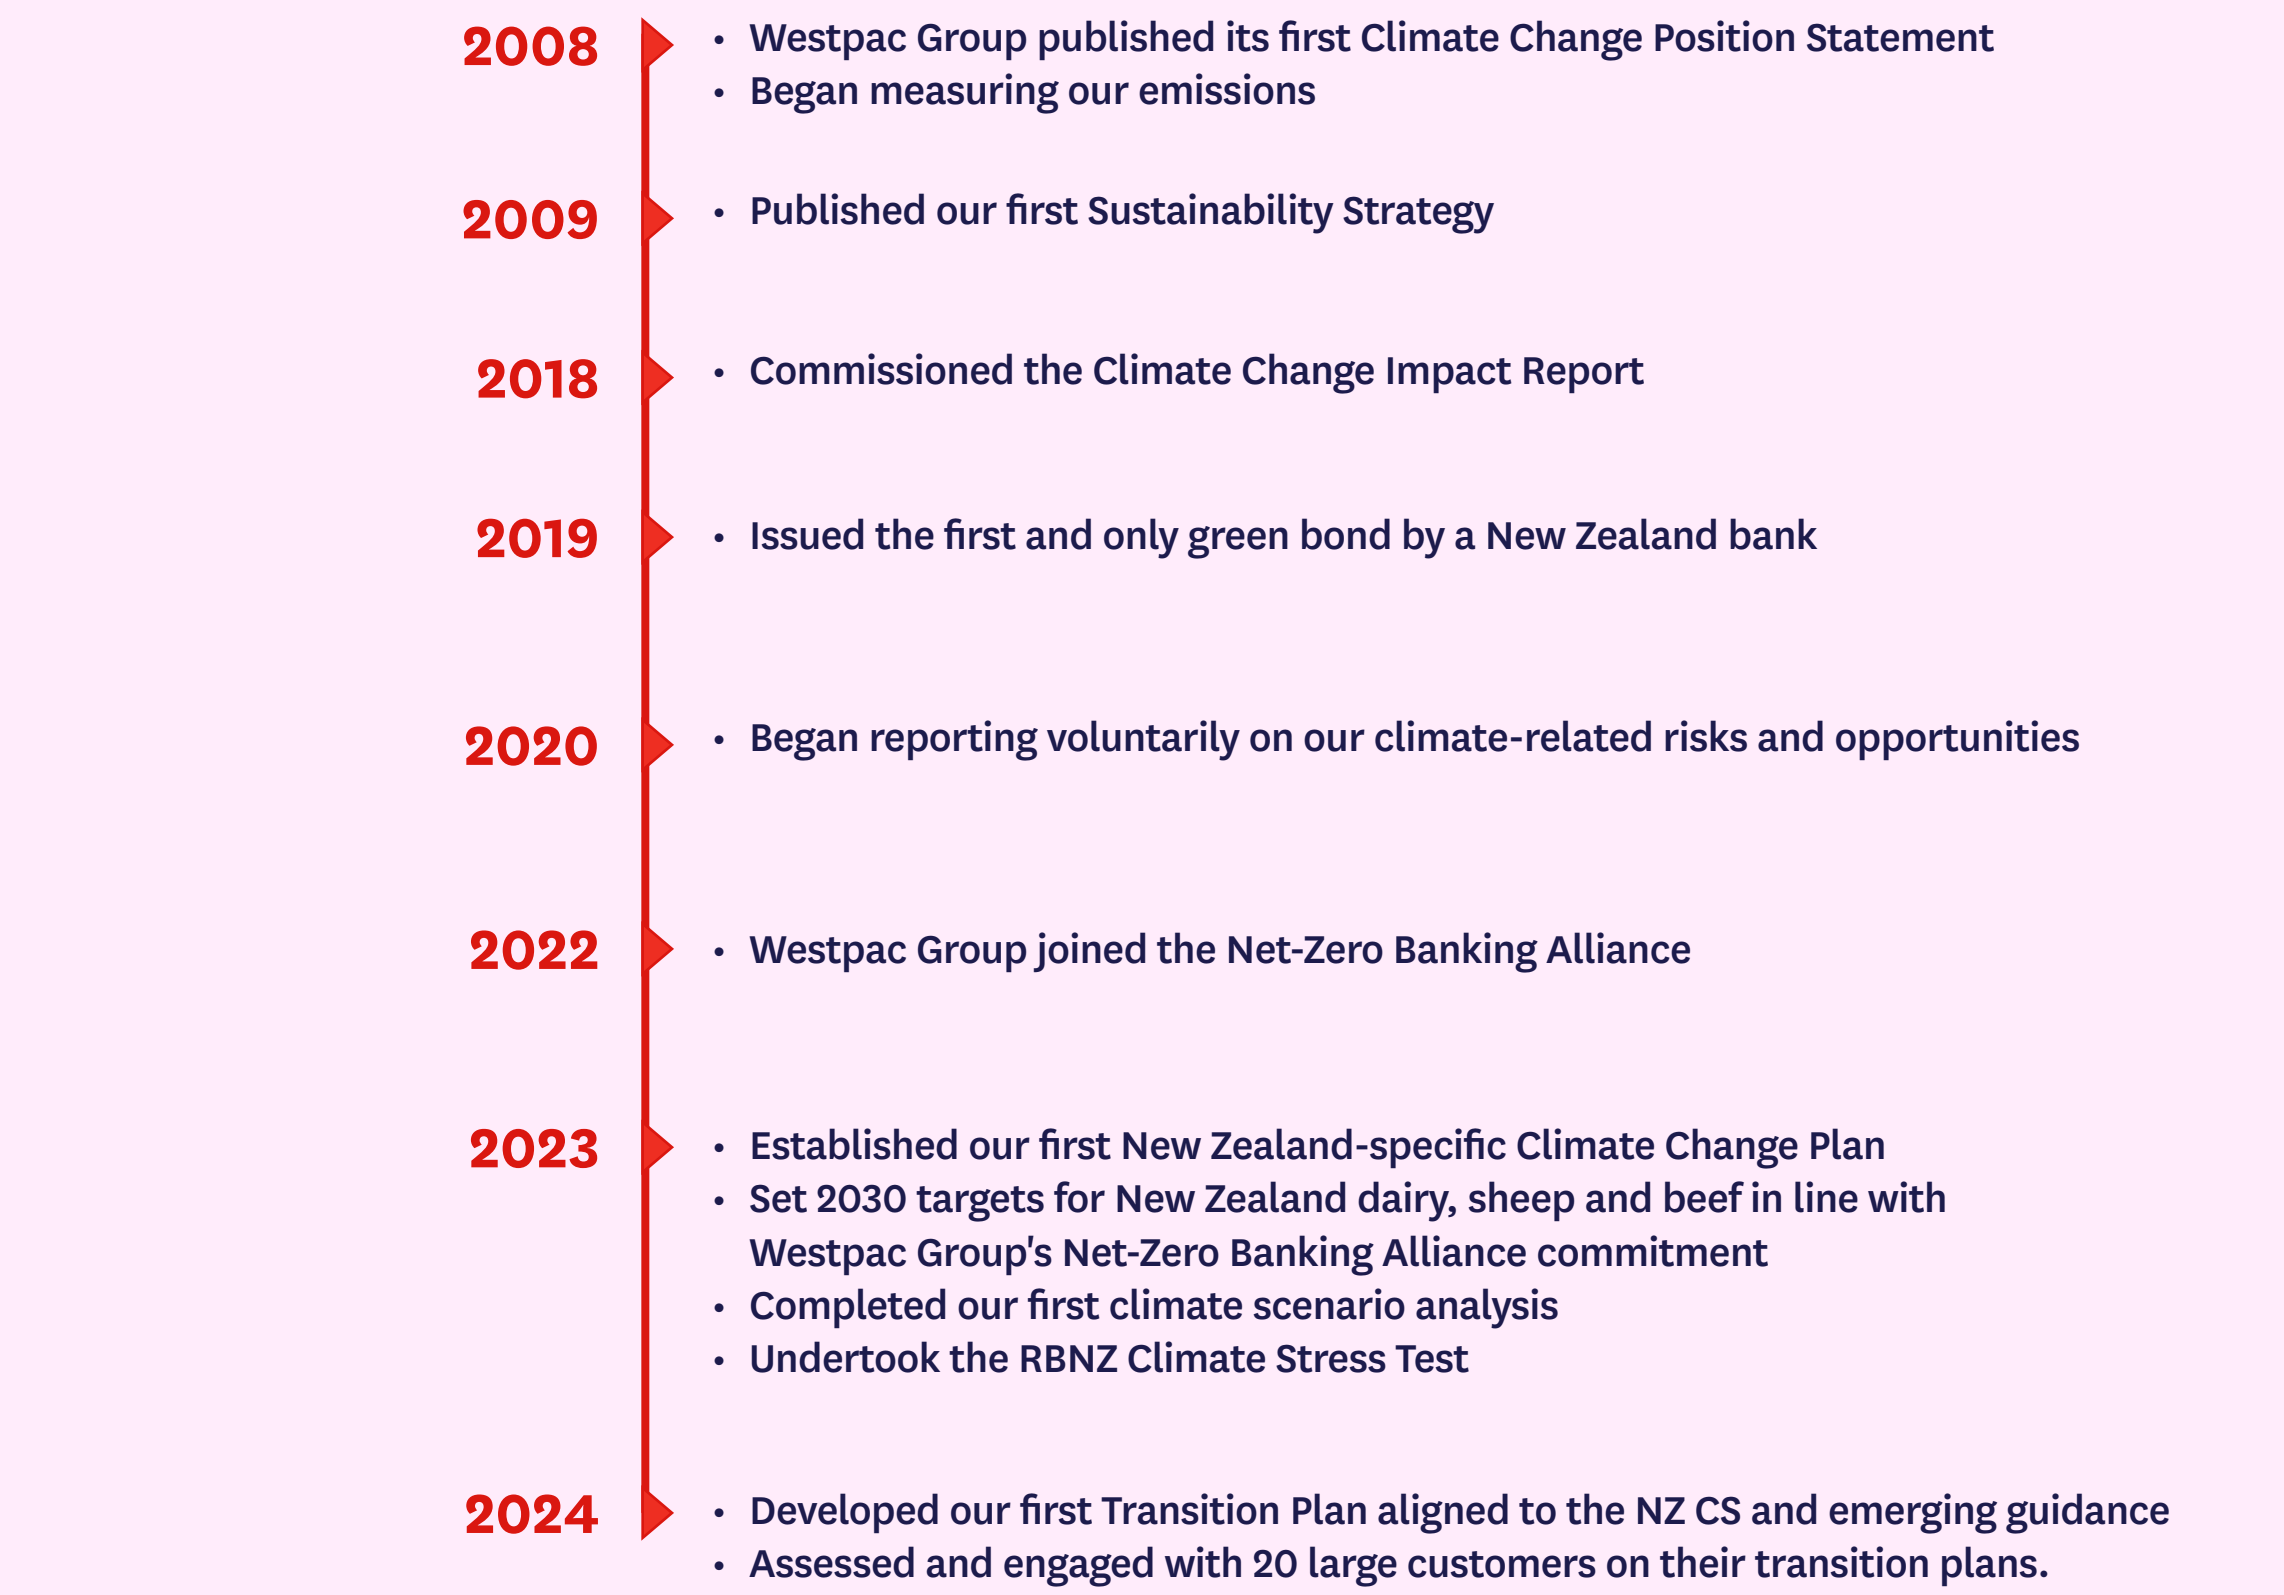 2008
• Westpac Group published its first Climate Change Position Statement
• Began measuring our emissions
2009
• Published our first Sustainability Strategy
2018
• Commissioned the Climate Change Impact Report
2019
• Issued the first and only green bond by a New Zealand bank
2020
• Began reporting voluntarily on our climate-related risks and opportunities
2022
• Westpac Group joined the Net-Zero Banking Alliance
2023
• Established our first New Zealand-specific Climate Change Plan
• Set 2030 targets for New Zealand dairy, sheep and beef in line with
Westpac Group's Net-Zero Banking Alliance commitment
• Completed our first climate scenario analysis
• Undertook the RBNZ Climate Stress Test
2024
• Developed our first Transition Plan aligned to the NZ CS and emerging guidance
• Assessed and engaged with 20 large customers on their transition plans.